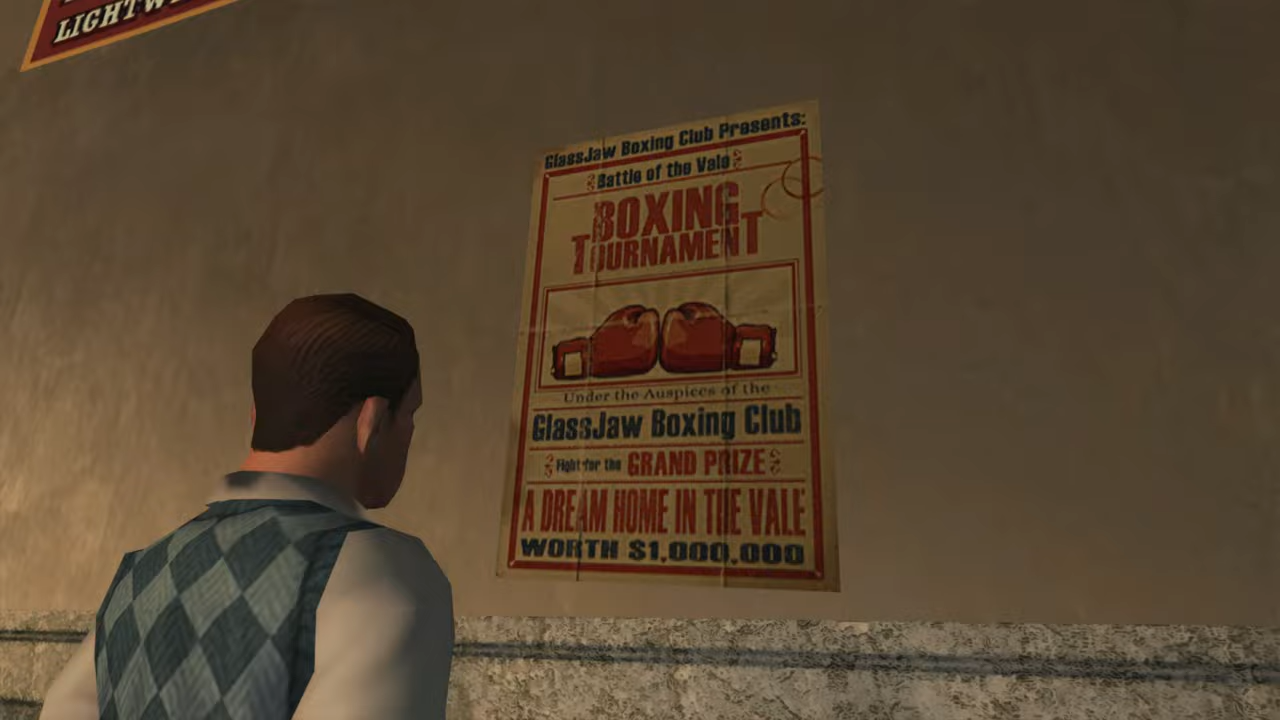 GlassJaw Boxing Club Presents:
Battle of the Vale
BOXING
TOURNAMENT
Under the Auspices of the
GlassJaw Boxing Club
Fight for the GRAND PRIZE
A DREAM HOME IN THE VALE
WORTH $1,000,000